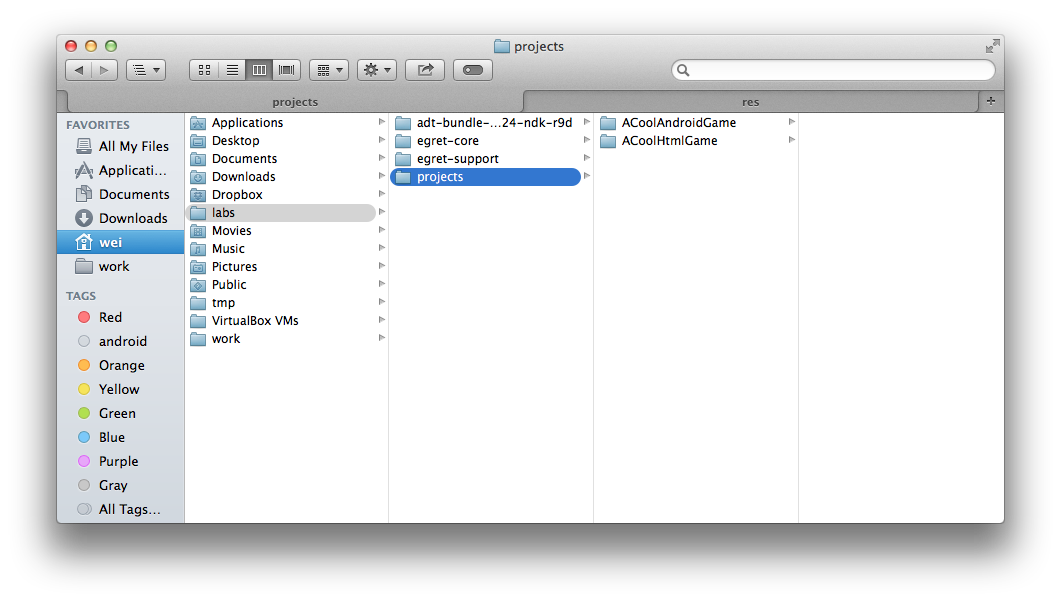 projects
projects
res
FAVORITES
All My Files
Applicati...
Documents
Downloads
wei
work
TAGS
Red
android
Orange
Yellow
Green
Blue
Purple
Gray
All Tags...
Applications
Desktop
Documents
Downloads
Dropbox
labs
Movies
Music
Pictures
Public
tmp
VirtualBox VMs
work
adt-bundle-...24-ndk-r9d
egret-core
egret-support
projects
ACoolAndroidGame
ACoolHtmlGame